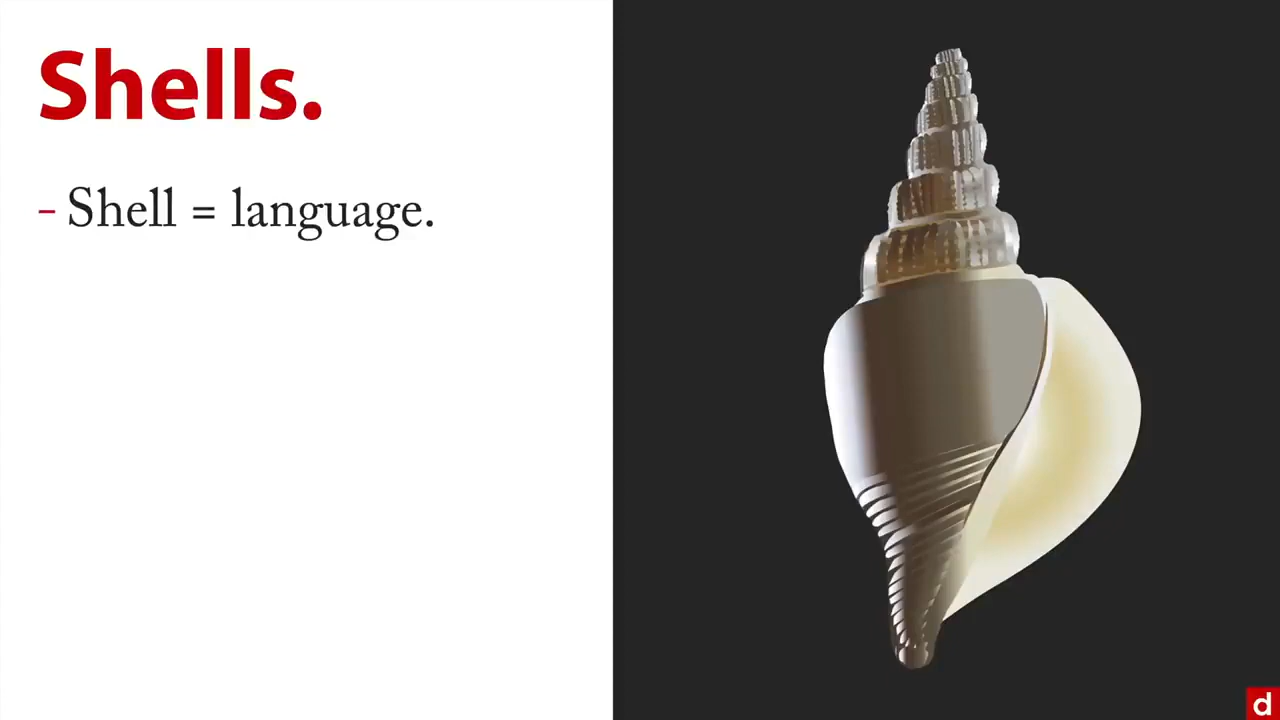 Shells.
– Shell = language.
d